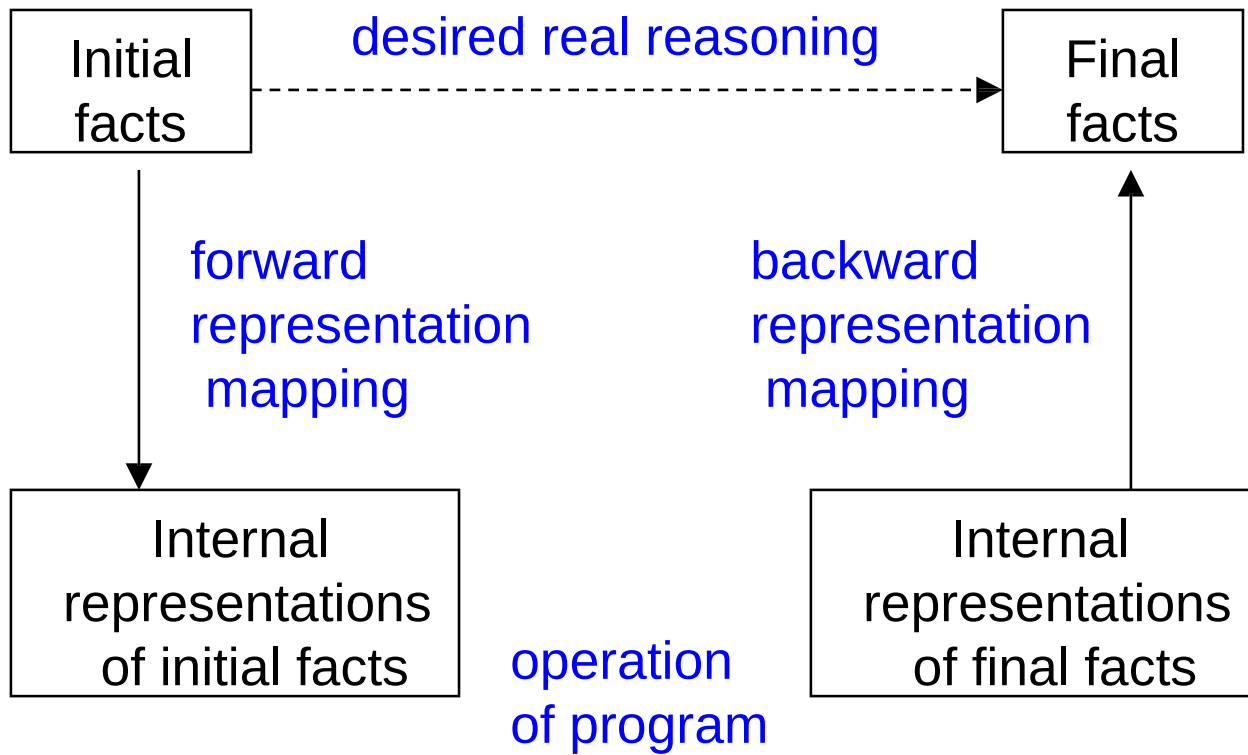 Initial
facts
desired real reasoning
Final
facts
forward
representation
mapping
backward
representation
mapping
Internal
representations
of initial facts
operation
of program
Internal
representations
of final facts